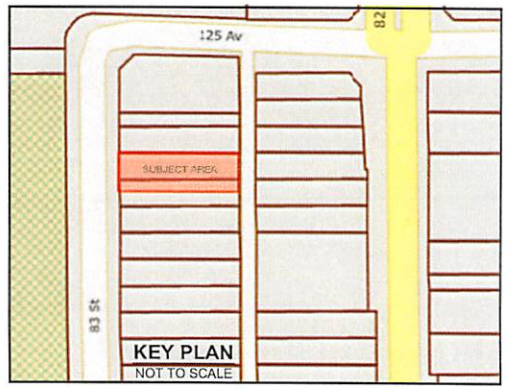 125 Av
82
SUBJECT AREA
83 St
KEY PLAN
NOT TO SCALE